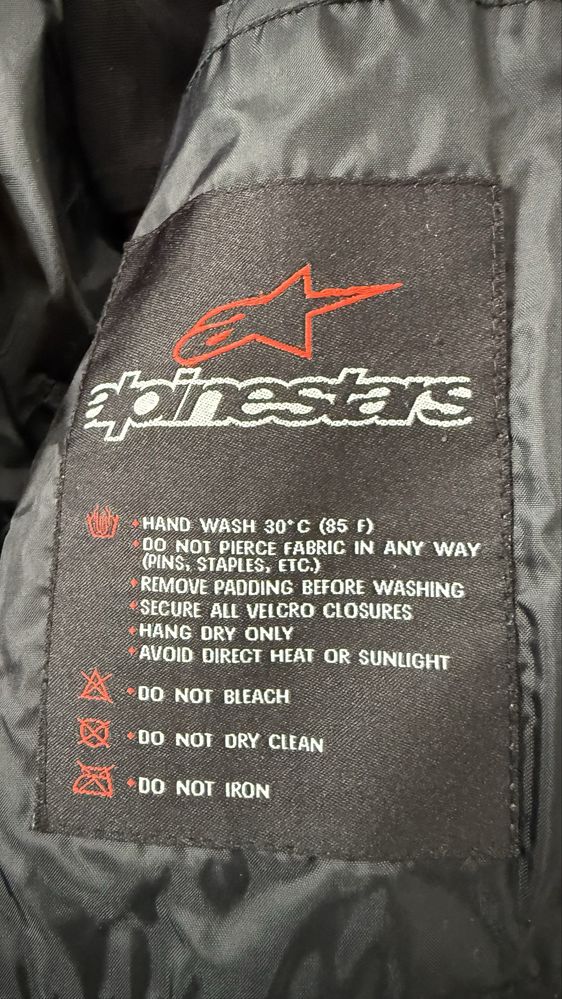 alpinestars
HAND WASH 30°C (85 F)
DO NOT PIERCE FABRIC IN ANY WAY
(PINS, STAPLES, ETC.)
REMOVE PADDING BEFORE WASHING
SECURE ALL VELCRO CLOSURES
HANG DRY ONLY
AVOID DIRECT HEAT OR SUNLIGHT
DO NOT BLEACH
DO NOT DRY CLEAN
DO NOT IRON